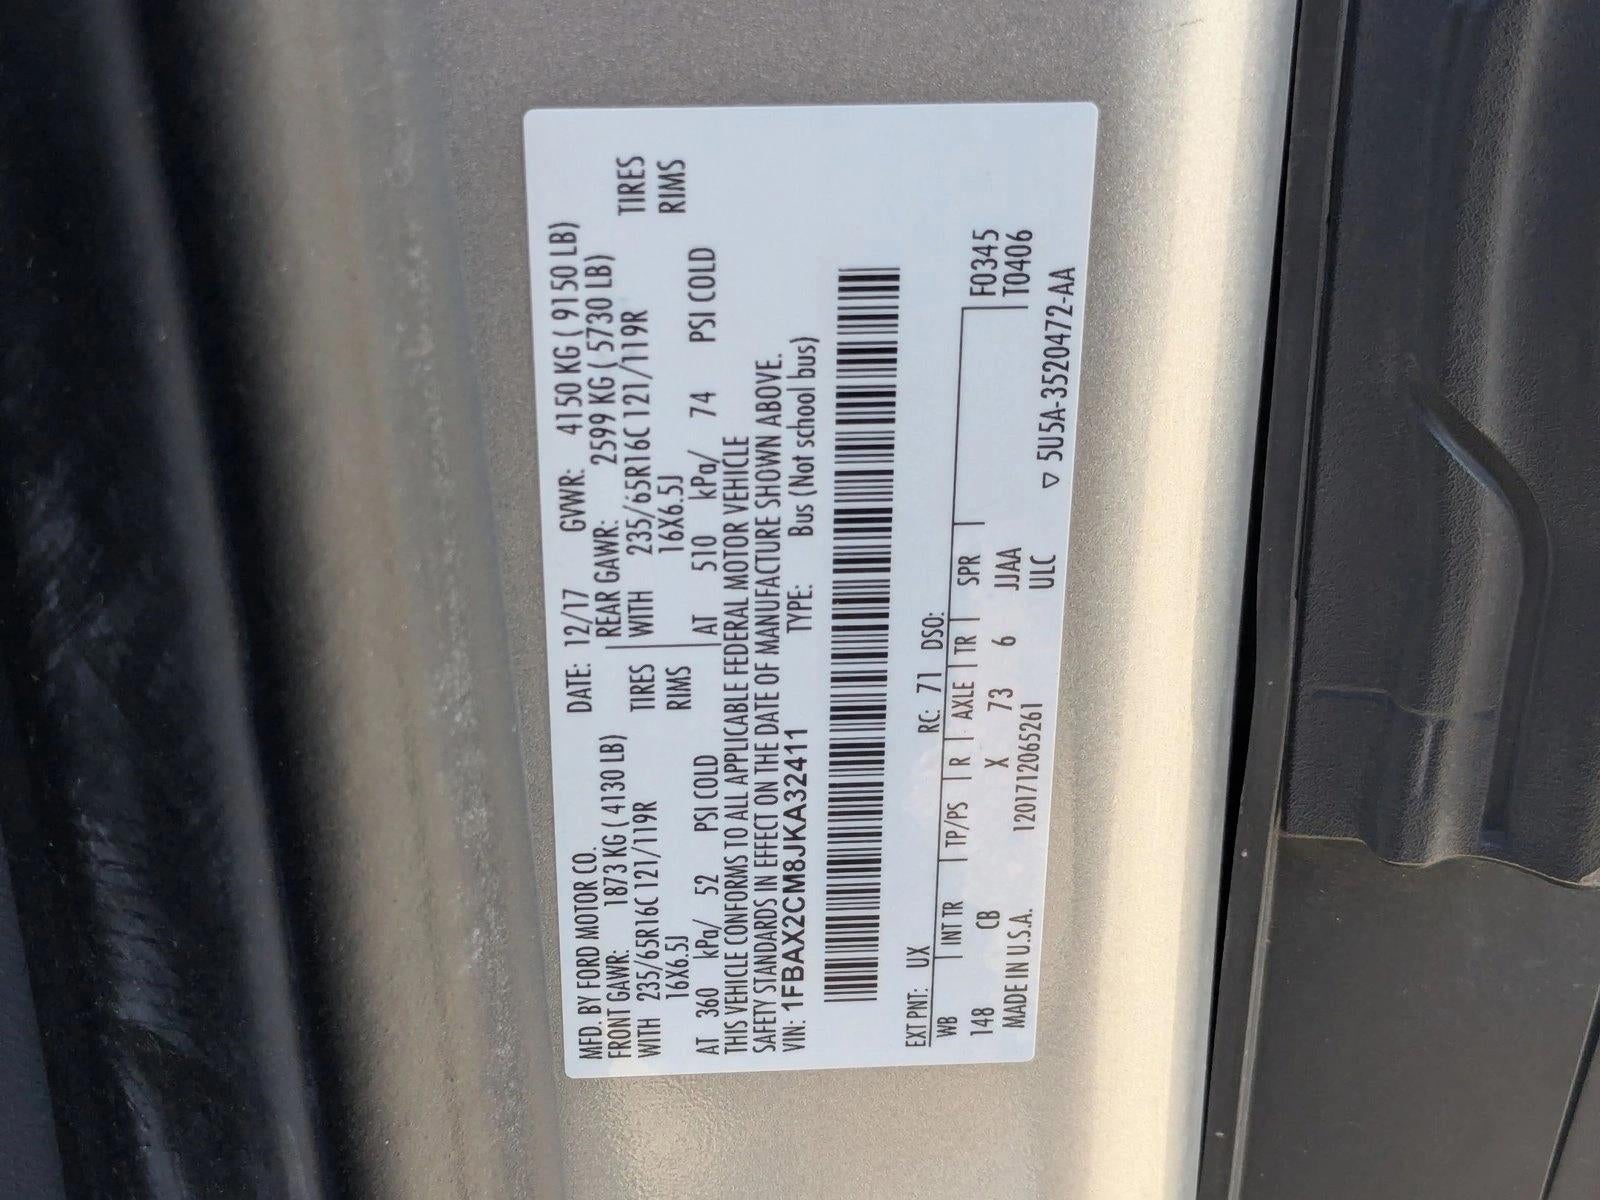 MFD. BY FORD MOTOR CO. DATE: 12/17 GVWR: 4150 KG ( 9150 LB)
FRONT GAWR: 1873 KG ( 4130 LB) REAR GAWR: 2599 KG ( 5730 LB)
WITH 235/65R16C 121/119R TIRES WITH 235/65R16C 121/119R TIRES
16X6.5J RIMS 16X6.5J RIMS
AT 360 kPa/ 52 PSI COLD AT 510 kPa/ 74 PSI COLD
THIS VEHICLE CONFORMS TO ALL APPLICABLE FEDERAL MOTOR VEHICLE
SAFETY STANDARDS IN EFFECT ON THE DATE OF MANUFACTURE SHOWN ABOVE.
VIN: 1FBAX2CM8JKA32411 TYPE: Bus (Not school bus)
EXT PNT: UX RC: 71 DSO:
WB INT TR TP/PS R AXLE TR SPR F0345
148 CB X 73 6 JJAA T0406
MADE IN U.S.A. 120171206526​1 ULC ▽ 5U5A-3520472-AA